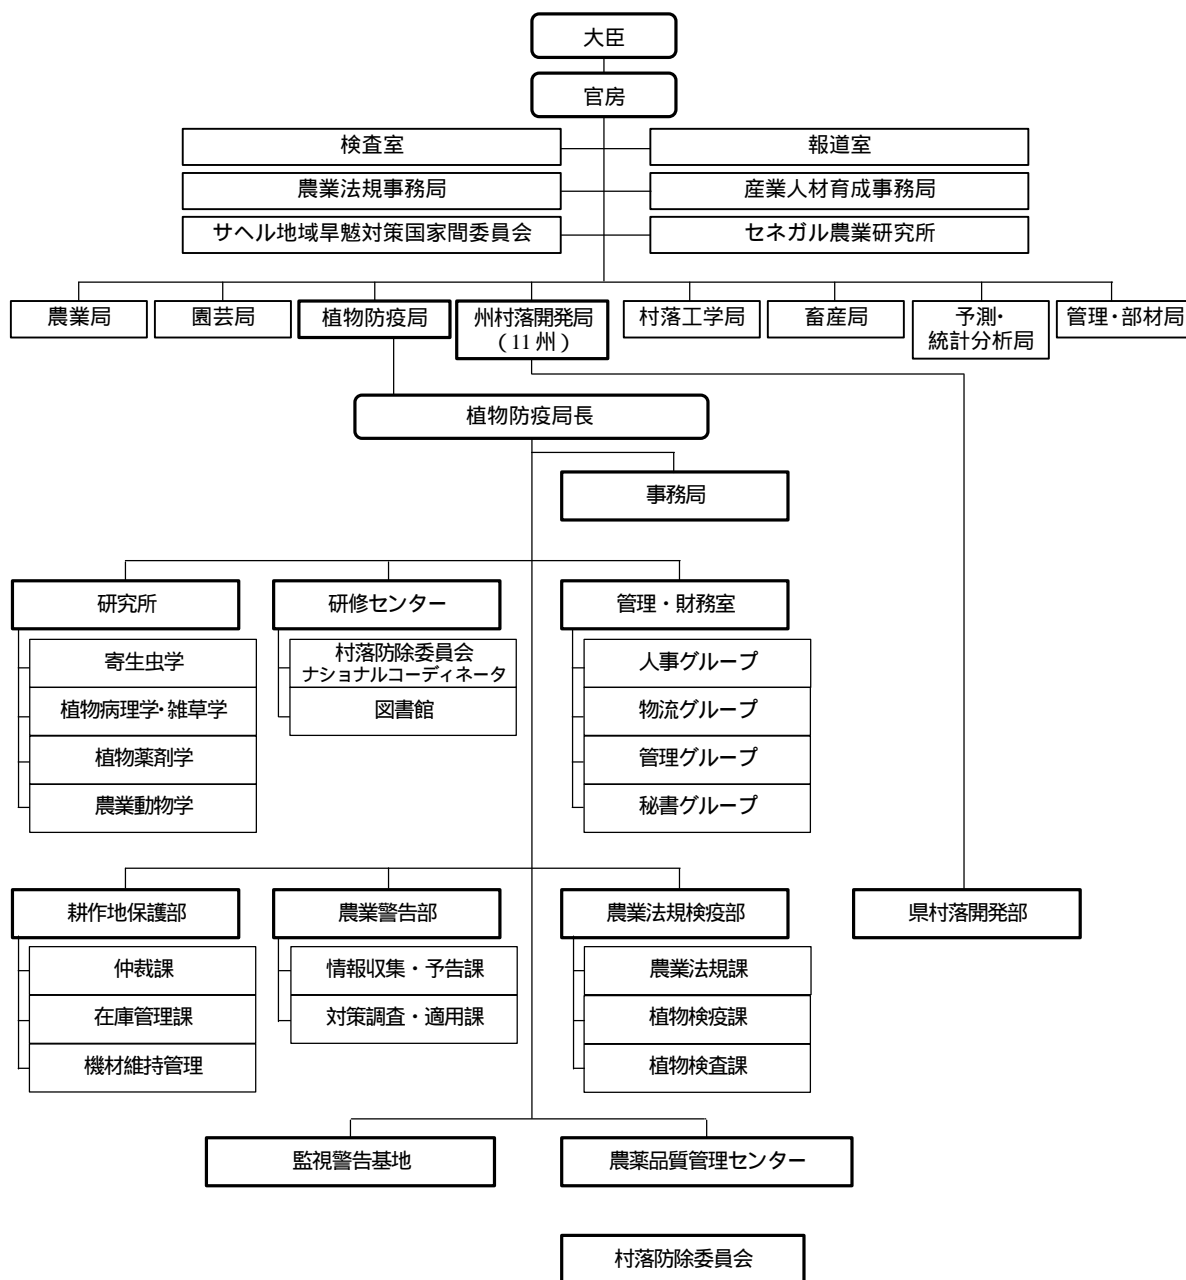 大臣
官房
検査室
報道室
農業法規事務局
産業人材育成事務局
サヘル地域旱魃対策国家間委員会
セネガル農業研究所
農業局
園芸局
植物防疫局
州村落開発局
(11 州)
村落工学局
畜産局
予測・
統計分析局
管理・部材局
植物防疫局長
事務局
研究所
研修センター
管理・財務室
寄生虫学
植物病理学・雑草学
植物薬剤学
農業動物学
村落防除委員会
ナショナルコーディネータ
図書館
人事グループ
物流グループ
管理グループ
秘書グループ
耕作地保護部
農業警告部
農業法規検疫部
県村落開発部
仲裁課
在庫管理課
機材維持管理
情報収集・予告課
対策調査・適用課
農業法規課
植物検疫課
植物検査課
監視警告基地
農薬品質管理センター
村落防除委員会